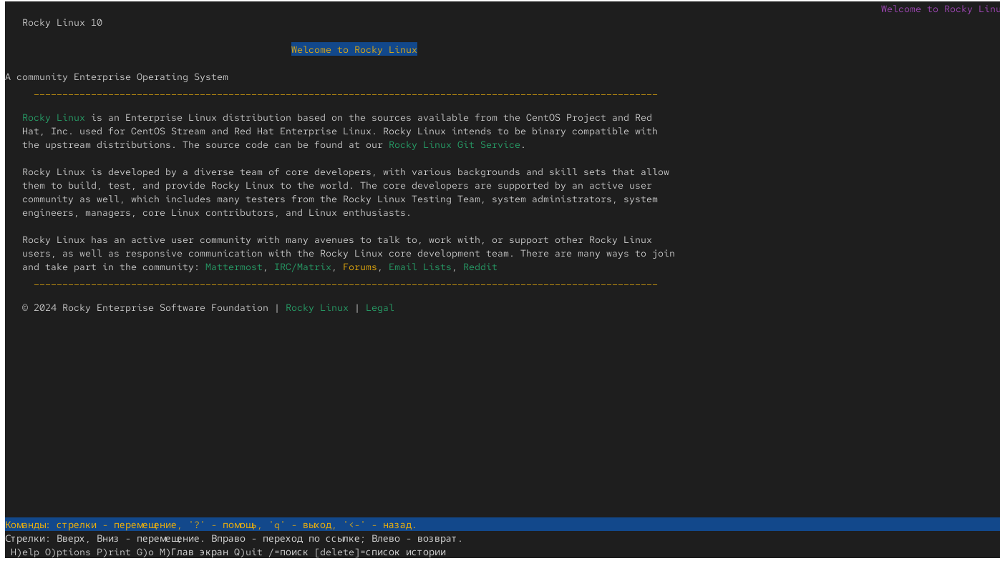 Welcome to Rocky Linu
Rocky Linux 10
Welcome to Rocky Linux
A community Enterprise Operating System
Rocky Linux is an Enterprise Linux distribution based on the sources available from the CentOS Project and Red
Hat, Inc. used for CentOS Stream and Red Hat Enterprise Linux. Rocky Linux intends to be binary compatible with
the upstream distributions. The source code can be found at our Rocky Linux Git Service.
Rocky Linux is developed by a diverse team of core developers, with various backgrounds and skill sets that allow
them to build, test, and provide Rocky Linux to the world. The core developers are supported by an active user
community as well, which includes many testers from the Rocky Linux Testing Team, system administrators, system
engineers, managers, core Linux contributors, and Linux enthusiasts.
Rocky Linux has an active user community with many avenues to talk to, work with, or support other Rocky Linux
users, as well as responsive communication with the Rocky Linux core development team. There are many ways to join
and take part in the community: Mattermost, IRC/Matrix, Forums, Email Lists, Reddit
© 2024 Rocky Enterprise Software Foundation | Rocky Linux | Legal
Команды: стрелки - перемещение, '?' - помощь, 'q' - выход, '<-' - назад.
Стрелки: Вверх, Вниз - перемещение. Вправо - переход по ссылке; Влево - возврат.
H)elp O)ptions P)rint G)o M)Глав экран Q)uit /=поиск [delete]=список истории